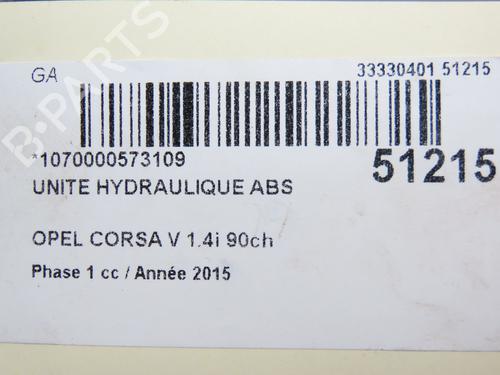 GA
33330401 51215
*1070000573109
51215
UNITE HYDRAULIQUE ABS
OPEL CORSA V 1.4i 90ch
Phase 1 cc / Année 2015
B-PARTS